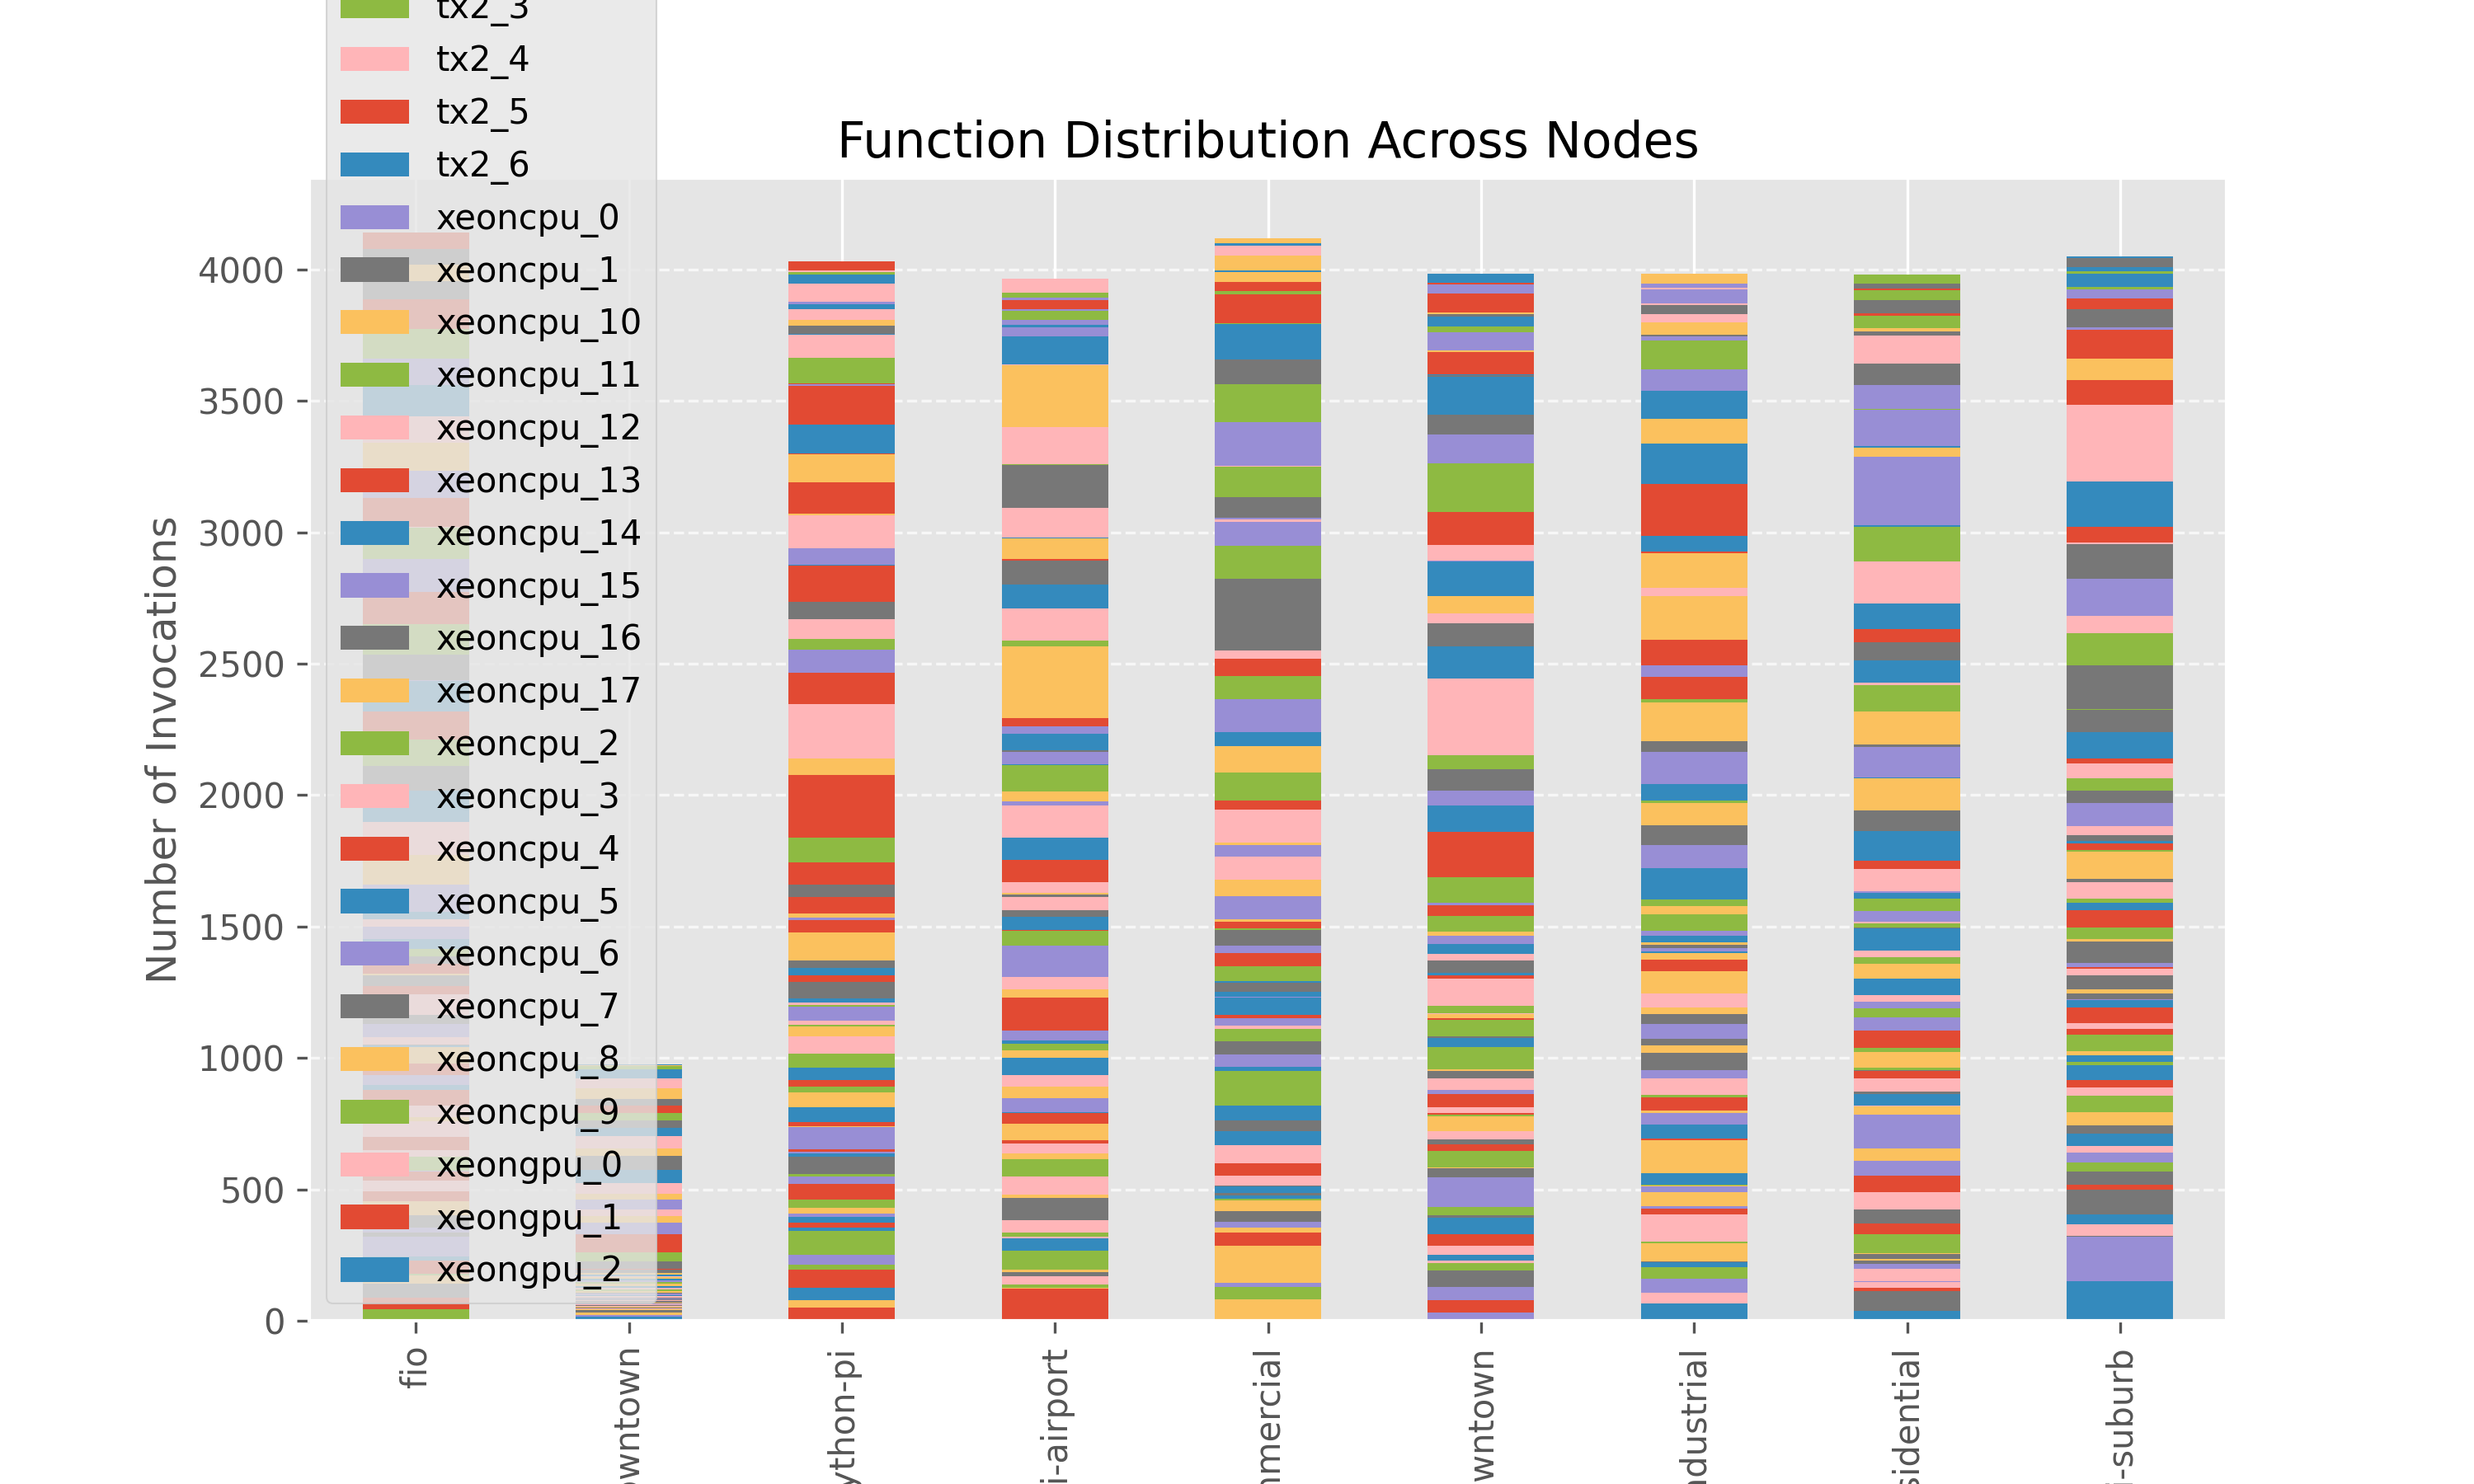 tx2_3
tx2_4
tx2_5
tx2_6
xeoncpu_0
xeoncpu_1
xeoncpu_10
xeoncpu_11
xeoncpu_12
xeoncpu_13
xeoncpu_14
xeoncpu_15
xeoncpu_16
xeoncpu_17
xeoncpu_2
xeoncpu_3
xeoncpu_4
xeoncpu_5
xeoncpu_6
xeoncpu_7
xeoncpu_8
xeoncpu_9
xeongpu_0
xeongpu_1
xeongpu_2
Function Distribution Across Nodes
Number of Invocations
4000
3500
3000
2500
2000
1500
1000
500
0
fio
owntown
ython-pi
i-airport
mmercial
wntown
ndustrial
sidential
i-suburb